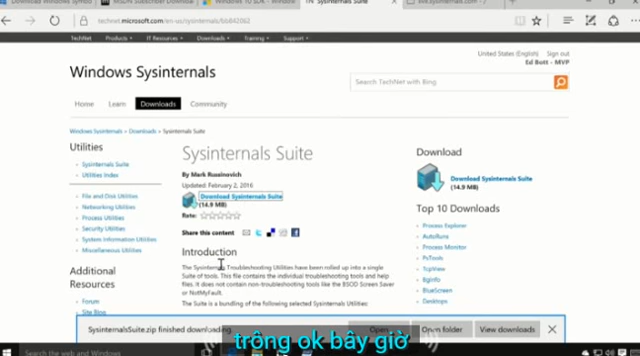 Download Windows Symbo
MSDN Subscriber Download
Windows 10 SDK - Window
Sysinternals Suite
live.sysinternals.com - /
technet.microsoft.com/en-us/sysinternals/bb842062
TechNet Products IT Resources Downloads Training Support
United States (English) Sign out
Ed Bott - MVP
Windows Sysinternals
Search TechNet with Bing
Home Learn Downloads Community
Windows Sysinternals > Downloads > Sysinternals Suite
Utilities
Sysinternals Suite
Utilities Index
File and Disk Utilities
Networking Utilities
Process Utilities
Security Utilities
System Information Utilities
Miscellaneous Utilities
Additional
Resources
Forum
Site Blog
Sysinternals Suite
By Mark Russinovich
Updated: February 2, 2016
Download Sysinternals Suite
(14.9 MB)
Rate:
Share this content
Introduction
The Sysinternals Troubleshooting Utilities have been rolled up into a single
Suite of tools. This file contains the individual troubleshooting tools and help
files. It does not contain non-troubleshooting tools like the BSOD Screen Saver
or NotMyFault.
The Suite is a bundling of the following selected Sysinternals Utilities:
Download
Download Sysinternals Suite
(14.9 MB)
Top 10 Downloads
Process Explorer
AutoRuns
Process Monitor
PsTools
TcpView
BgInfo
BlueScreen
Desktops
SysinternalsSuite.zip finished downloading.
Open Open folder View downloads
trông ok bây giờ
Search the web and Windows